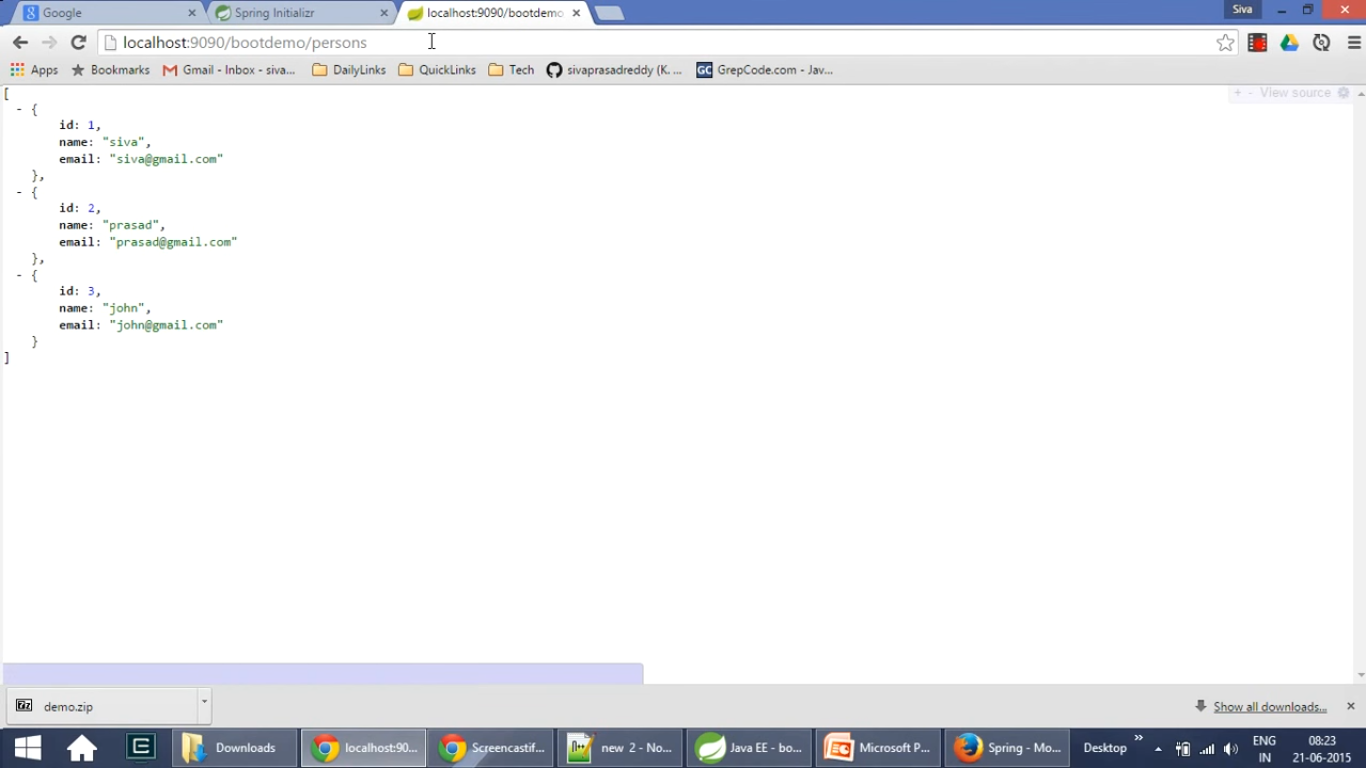 Google
Spring Initializr
localhost:9090/bootdemo
Siva
localhost:9090/bootdemo/persons
Apps
Bookmarks
Gmail - Inbox - siva...
DailyLinks
QuickLinks
Tech
sivaprasadreddy (K. ...
GC GrepCode.com - Jav...
+ - View source
[
- {
id: 1,
name: "siva",
email: "siva@gmail.com"
},
- {
id: 2,
name: "prasad",
email: "prasad@gmail.com"
},
- {
id: 3,
name: "john",
email: "john@gmail.com"
}
]
demo.zip
Show all downloads...
Downloads
localhost:90...
Screencastif...
new 2 - No...
Java EE - bo...
Microsoft P...
Spring - Mo...
Desktop
ENG
IN
08:23
21-06-2015